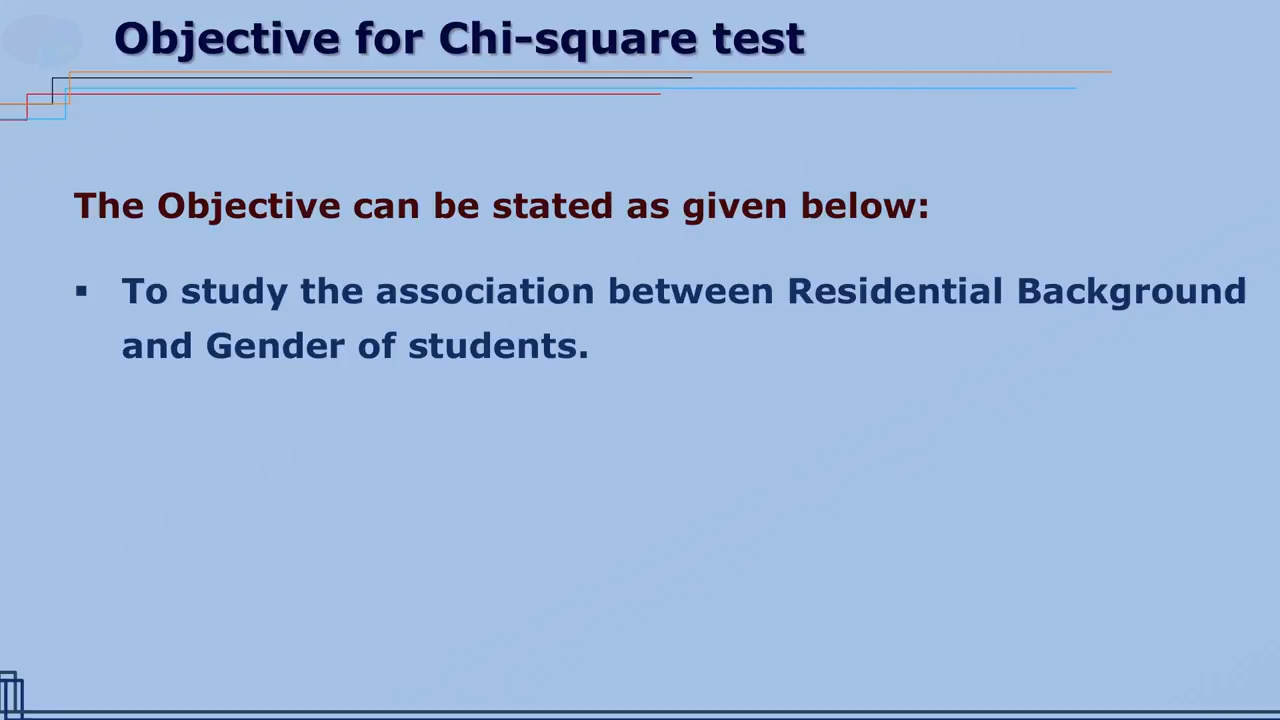 Objective for Chi-square test
The Objective can be stated as given below:
▪ To study the association between Residential Background
and Gender of students.